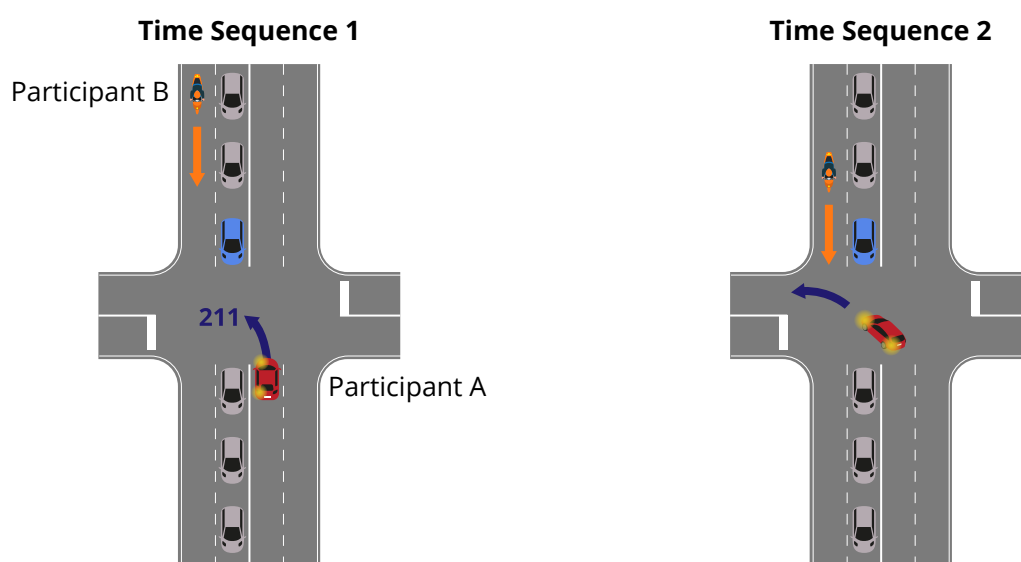 Time Sequence 1
Time Sequence 2
Participant B
211
Participant A